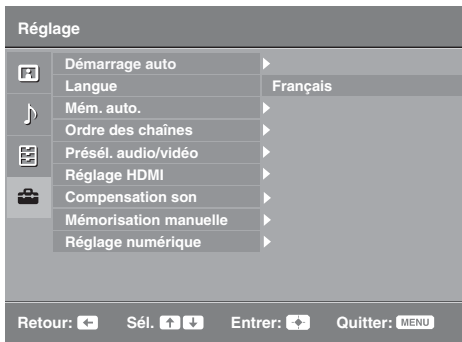 Réglage
Démarrage auto
Langue Français
Mém. auto.
Ordre des chaînes
Présél. audio/vidéo
Réglage HDMI
Compensation son
Mémorisation manuelle
Réglage numérique
Retour: Sél. Entrer: Quitter: MENU